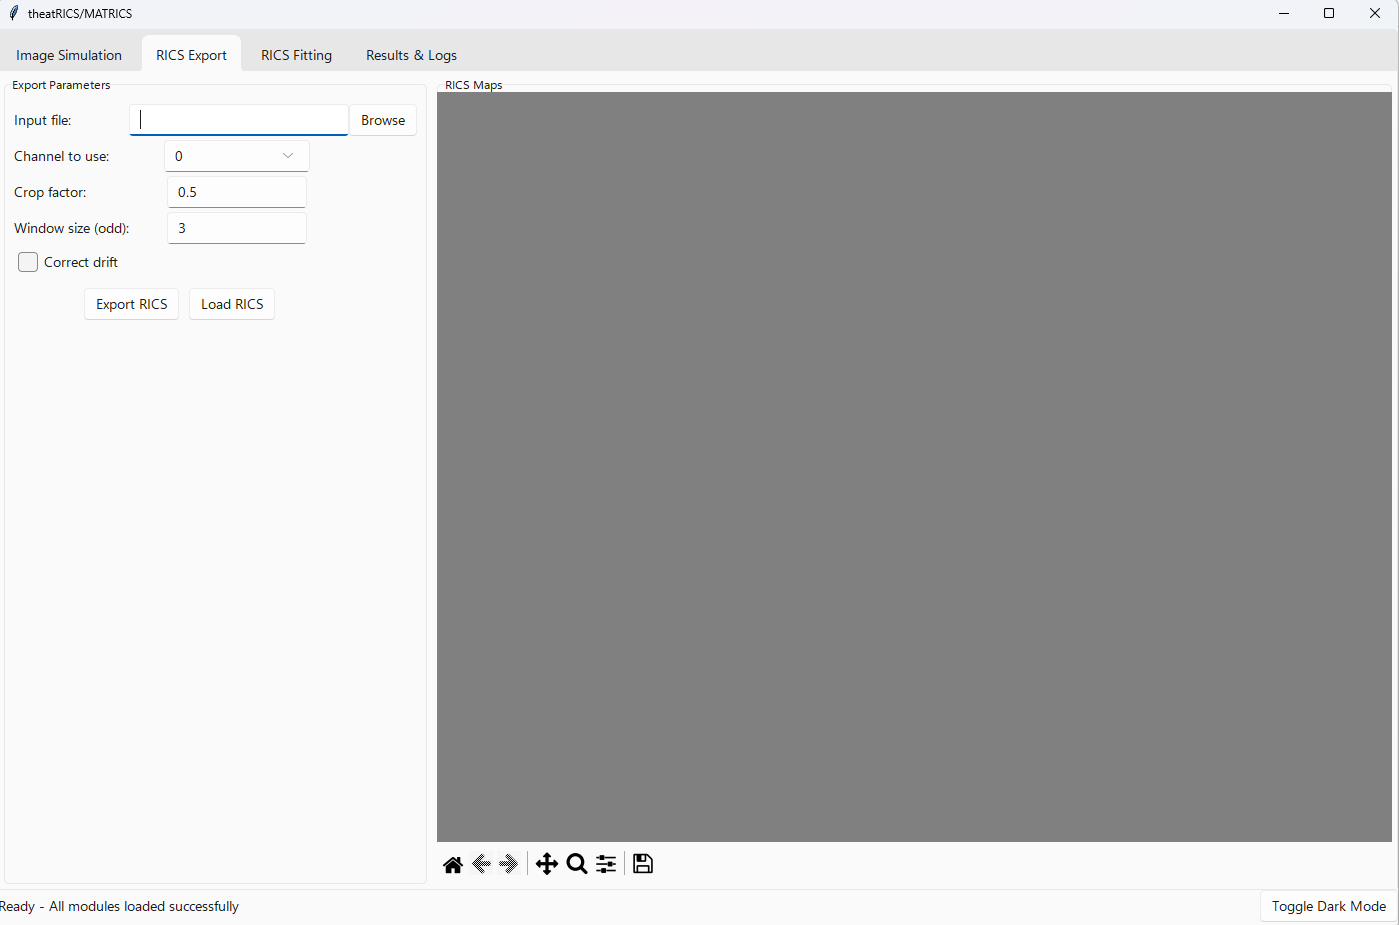 theatRICS/MATRICS
Image Simulation RICS Export RICS Fitting Results & Logs
Export Parameters
Input file: Browse
Channel to use: 0
Crop factor: 0.5
Window size (odd): 3
Correct drift
Export RICS Load RICS
RICS Maps
Ready - All modules loaded successfully
Toggle Dark Mode